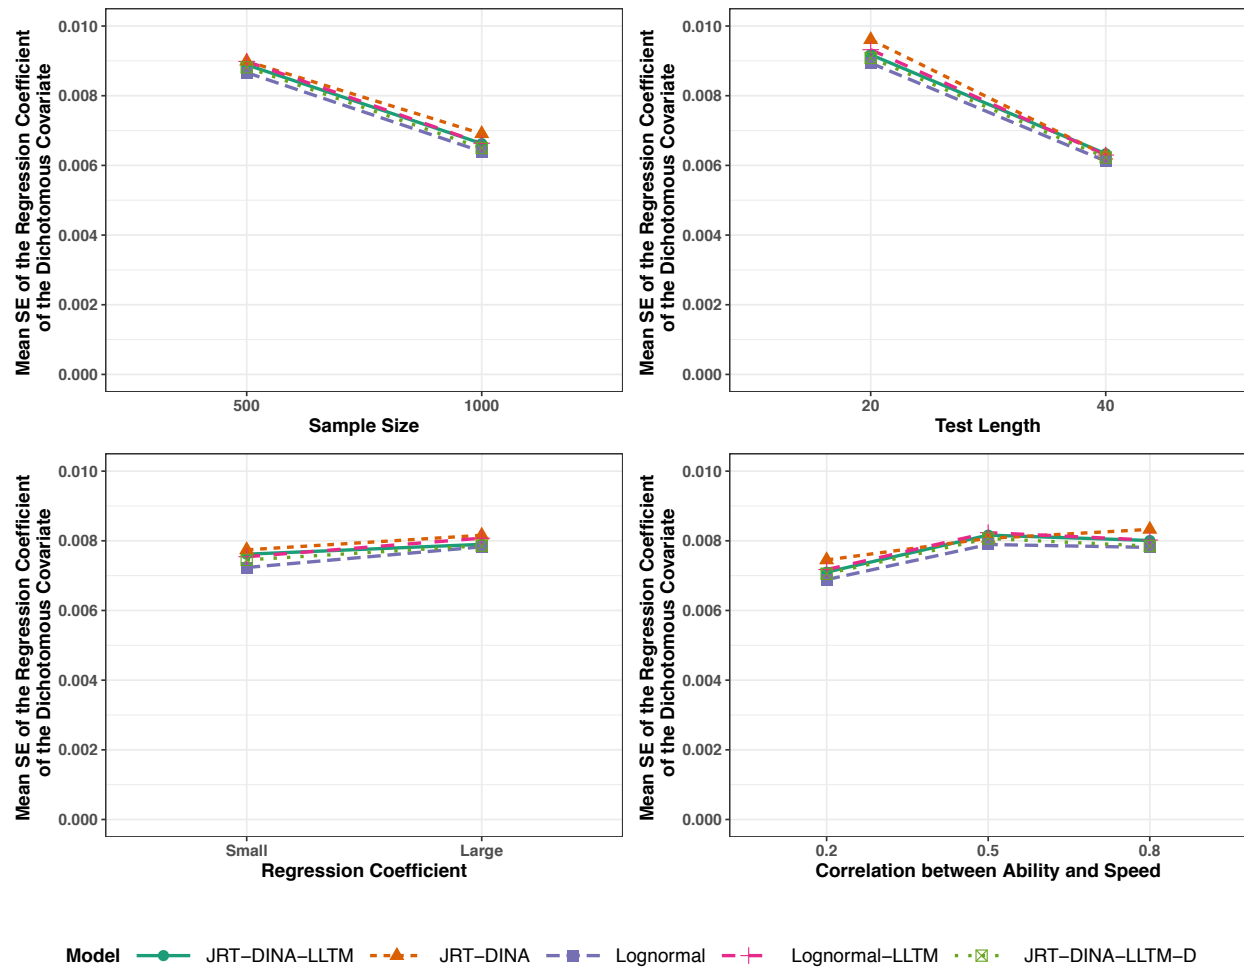 Mean SE of the Regression Coefficient
of the Dichotomous Covariate
0.010
0.008
0.006
0.004
0.002
0.000
500
1000
Sample Size
Mean SE of the Regression Coefficient
of the Dichotomous Covariate
0.010
0.008
0.006
0.004
0.002
0.000
20
40
Test Length
Mean SE of the Regression Coefficient
of the Dichotomous Covariate
0.010
0.008
0.006
0.004
0.002
0.000
Small
Large
Regression Coefficient
Mean SE of the Regression Coefficient
of the Dichotomous Covariate
0.010
0.008
0.006
0.004
0.002
0.000
0.2
0.5
0.8
Correlation between Ability and Speed
Model JRT−DINA−LLTM JRT−DINA Lognormal Lognormal−LLTM JRT−DINA−LLTM−D